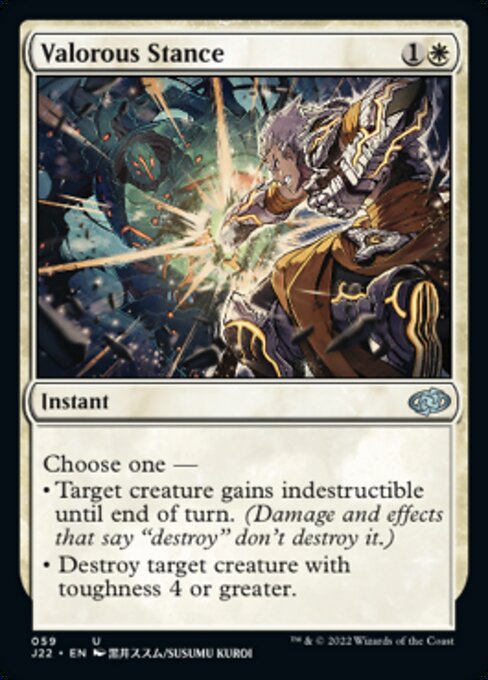 Valorous Stance 1
Instant
Choose one —
• Target creature gains indestructible
until end of turn. (Damage and effects
that say “destroy” don’t destroy it.)
• Destroy target creature with
toughness 4 or greater.
059 U
J22 • EN 黒井ススム/SUSUMU KUROI
™ & © 2022 Wizards of the Coast